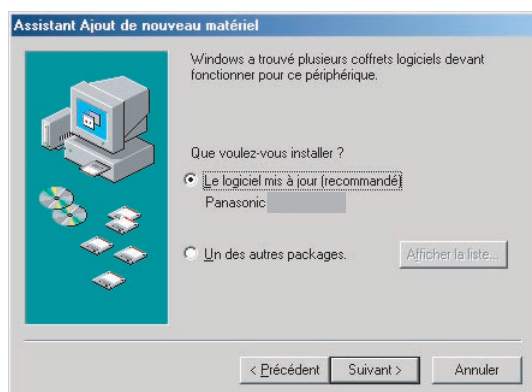 Assistant Ajout de nouveau matériel
Windows a trouvé plusieurs coffrets logiciels devant
fonctionner pour ce périphérique.
Que voulez-vous installer ?
Le logiciel mis à jour (recommandé)
Panasonic
Un des autres packages.
Afficher la liste...
< Précédent
Suivant >
Annuler